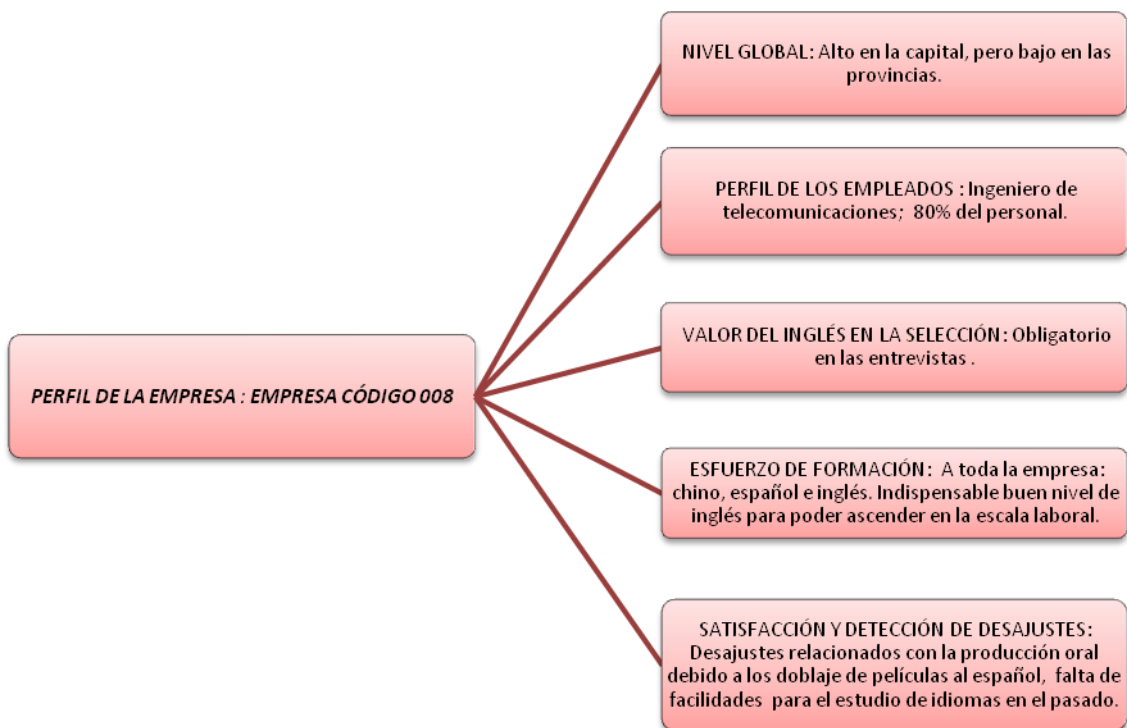 NIVEL GLOBAL: Alto en la capital, pero bajo en las
provincias.
PERFIL DE LOS EMPLEADOS : Ingeniero de
telecomunicaciones; 80% del personal.
VALOR DEL INGLÉS EN LA SELECCIÓN: Obligatorio
en las entrevistas .
PERFIL DE LA EMPRESA : EMPRESA CÓDIGO 008
ESFUERZO DE FORMACIÓN: A toda la empresa:
chino, español e inglés. Indispensable buen nivel de
inglés para poder ascender en la escala laboral.
SATISFACCIÓN Y DETECCIÓN DE DESAJUSTES:
Desajustes relacionados con la producción oral
debido a los doblaje de películas al español, falta de
facilidades para el estudio de idiomas en el pasado.